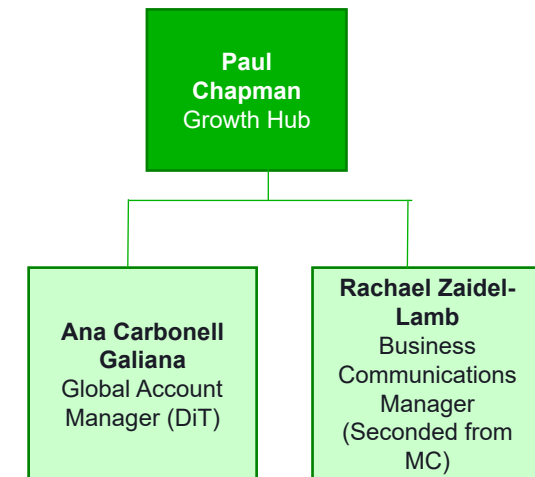 Paul
Chapman
Growth Hub
Ana Carbonell
Galiana
Global Account
Manager (DiT)
Rachael Zaidel-
Lamb
Business
Communications
Manager
(Seconded from
MC)